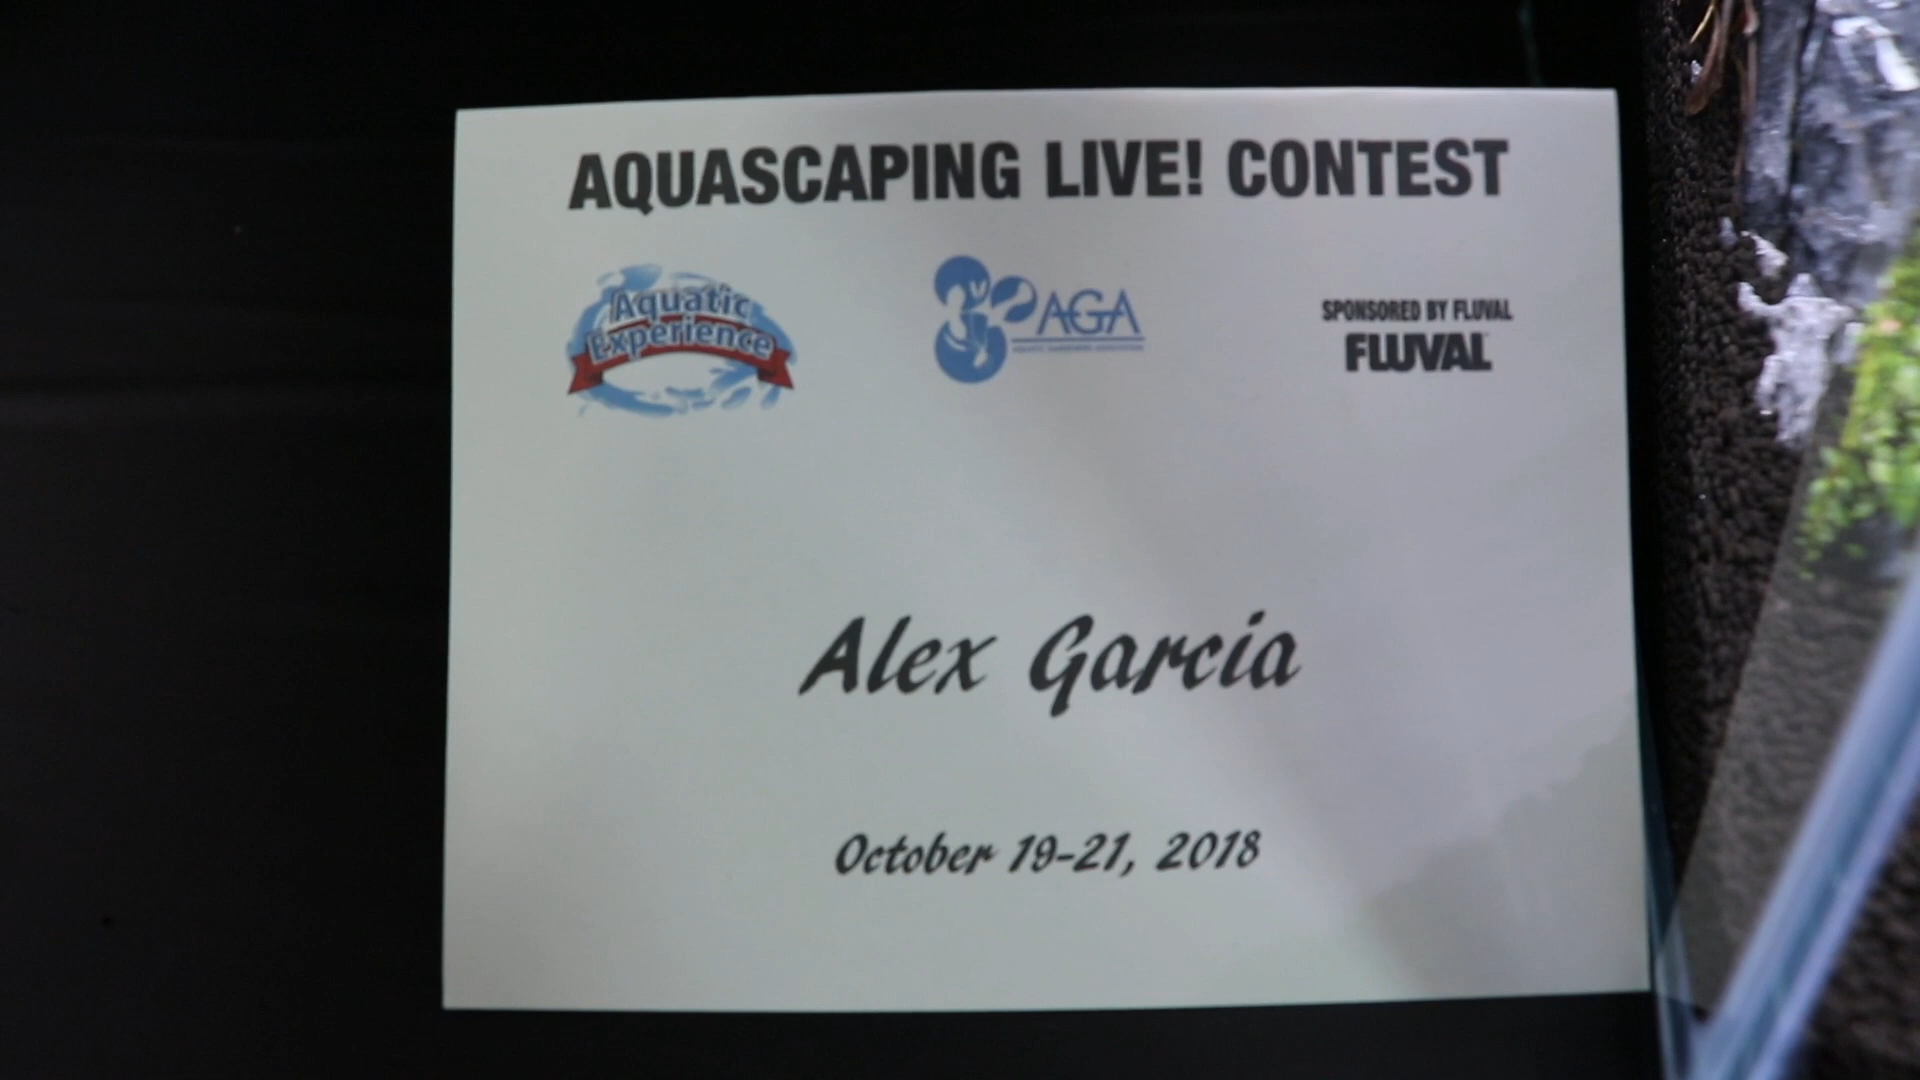 AQUASCAPING LIVE! CONTEST
Aquatic
Experience
AGA
SPONSORED BY FLUVAL
FLUVAL
Alex Garcia
October 19-21, 2018